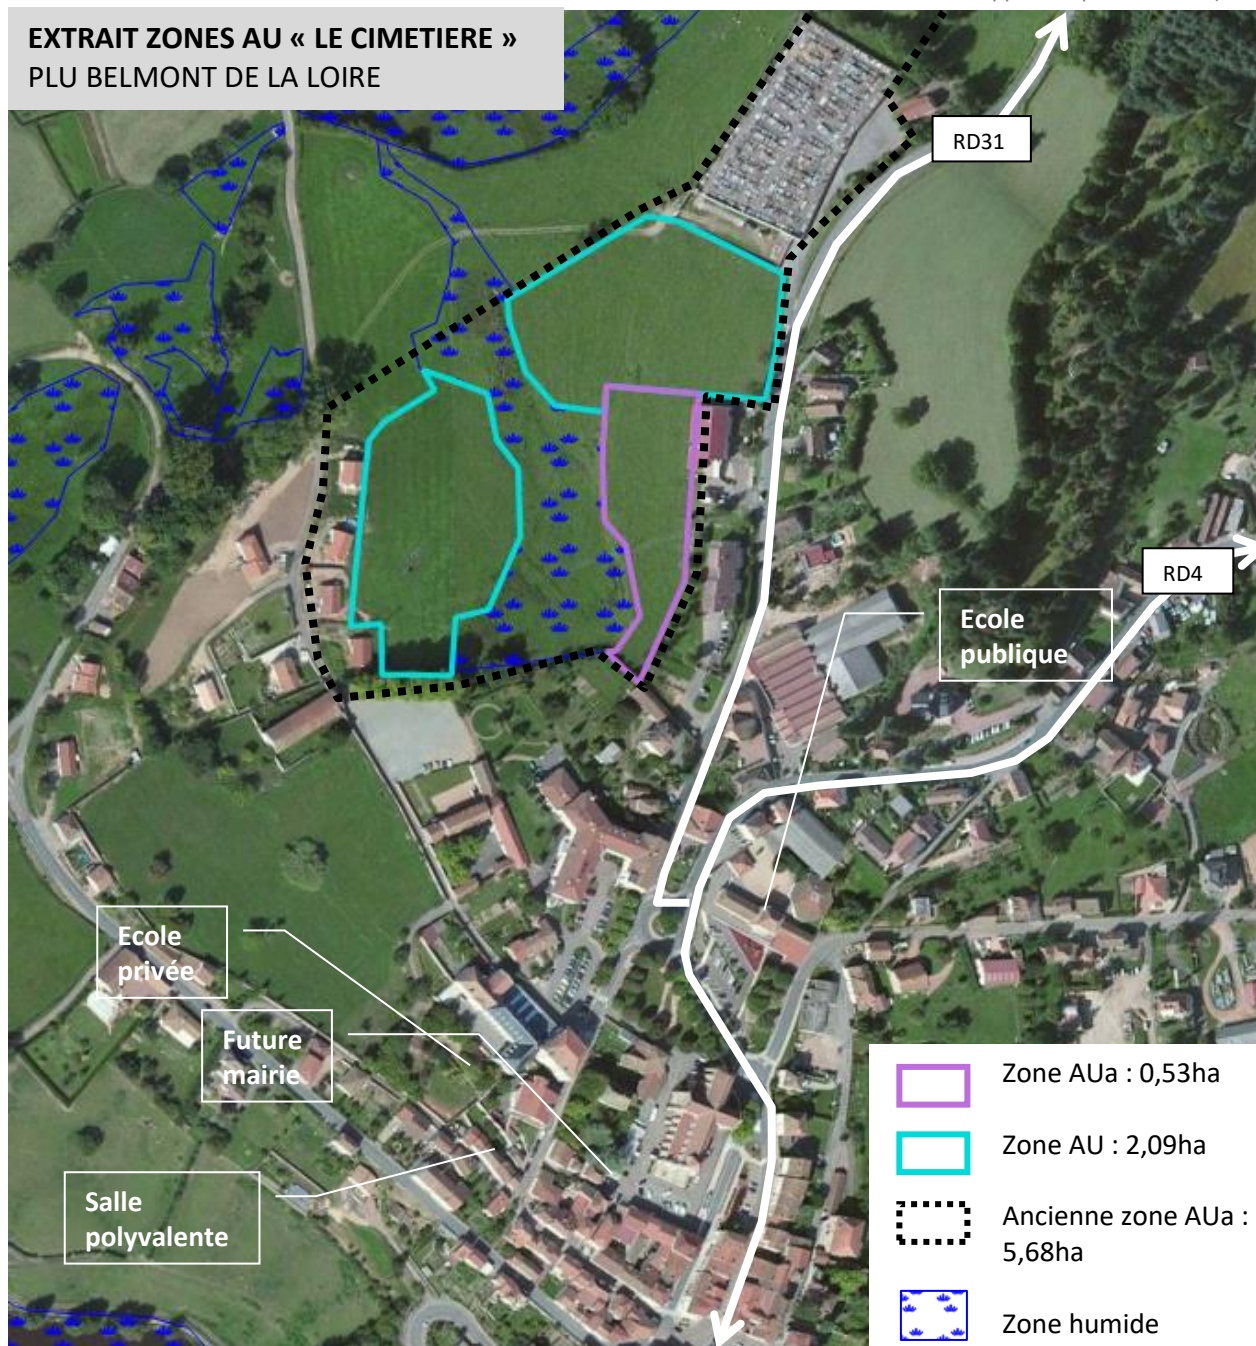 EXTRAIT ZONES AU « LE CIMETIERE »
PLU BELMONT DE LA LOIRE
RD31
RD4
Ecole
publique
Ecole
privée
Future
mairie
Salle
polyvalente
Zone AUa : 0,53ha
Zone AU : 2,09ha
Ancienne zone AUa :
5,68ha
Zone humide